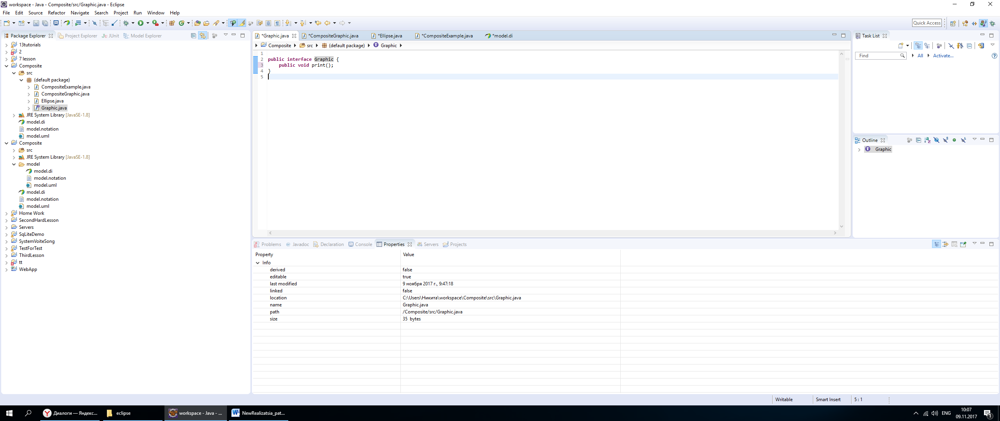 workspace - Java - Composite/src/Graphic.java - Eclipse
File Edit Source Refactor Navigate Search Project Run Window Help
Quick Access
Package Explorer Project Explorer JUnit Model Explorer
13tutorials
2
7 lesson
Composite
src
(default package)
CompositeExample.java
CompositeGraphic.java
Ellipse.java
Graphic.java
JRE System Library [JavaSE-1.8]
model.di
model.notation
model.uml
Composite
src
JRE System Library [JavaSE-1.8]
model
model.di
model.notation
model.uml
model.di
model.notation
model.uml
Home Work
SecondHardLesson
Servers
SqLiteDemo
SystemVoiteSong
TestForTest
ThirdLesson
tt
WebApp
*Graphic.java *CompositeGraphic.java *Ellipse.java *CompositeExample.java *model.di
Composite src (default package) Graphic
1
2 public interface Graphic {
3 public void print();
4 }
5
Task List
Find All Activate...
Outline
Graphic
Problems @ Javadoc Declaration Console Properties Servers Projects
Property Value
Info
derived false
editable true
last modified 9 ноября 2017 г., 9:47:18
linked false
location C:\Users\Никита\workspace\Composite\src\Graphic.java
name Graphic.java
path /Composite/src/Graphic.java
size 35 bytes
Writable Smart Insert 5 : 1
Диалоги — Яндекс... eclipse workspace - Java - ... NewRealizatsia_pat... ENG 10:07
09.11.2017
1